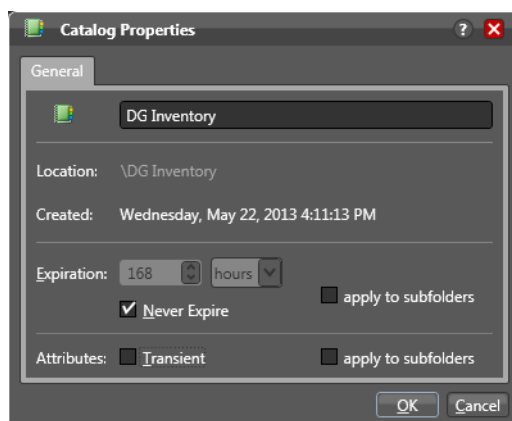 Catalog Properties ?
General
DG Inventory
Location: \DG Inventory
Created: Wednesday, May 22, 2013 4:11:13 PM
Expiration: 168 hours
Never Expire apply to subfolders
Attributes: Transient apply to subfolders
OK Cancel